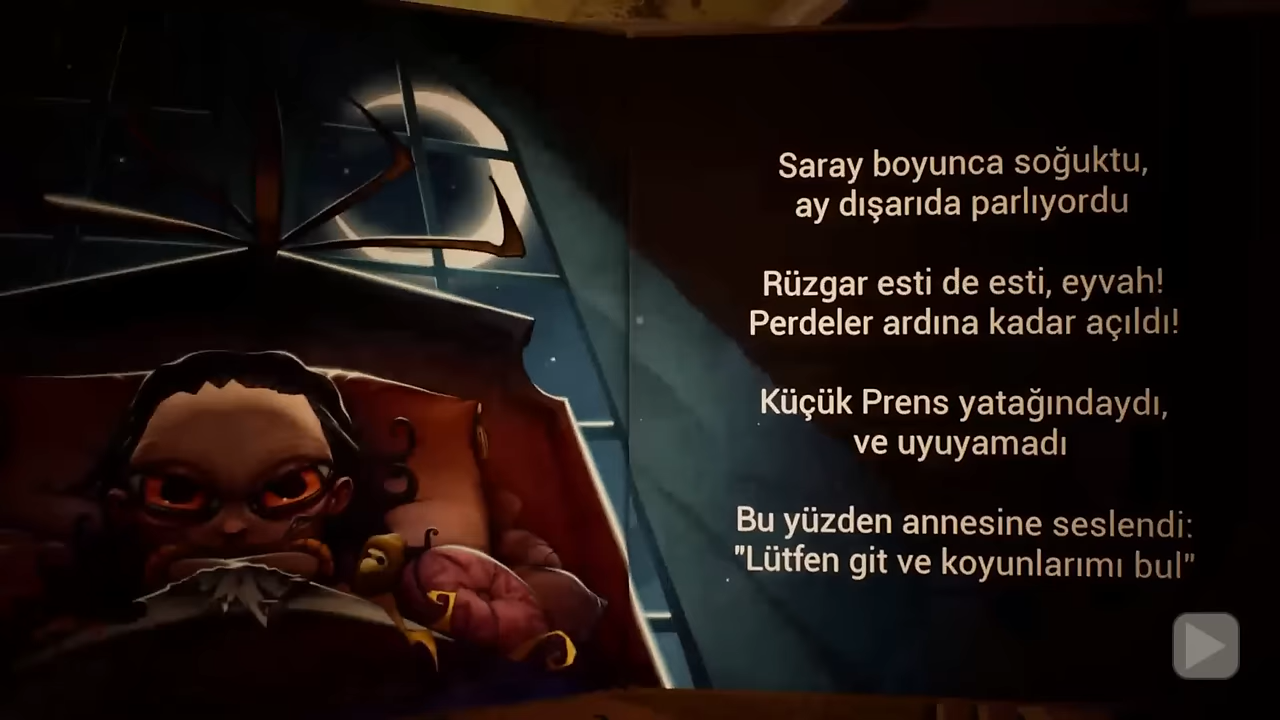 Saray boyunca soğuktu,
ay dışarıda parlıyordu
Rüzgar esti de esti, eyvah!
Perdeler ardına kadar açıldı!
Küçük Prens yatağındaydı,
ve uyuyamadı
Bu yüzden annesine seslendi:
"Lütfen git ve koyunlarımı bul"